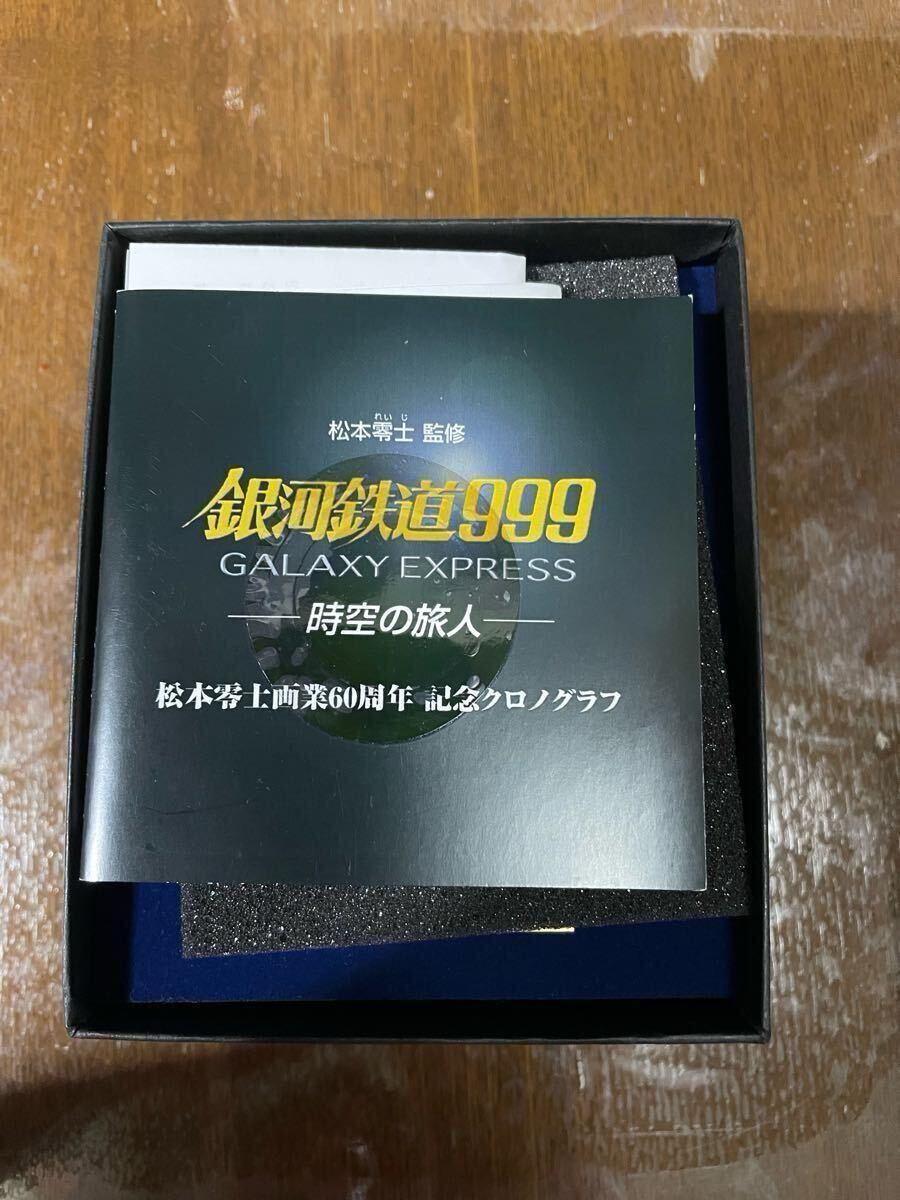 れいじ
松本零士 監修
銀河鉄道999
GALAXY EXPRESS
時空の旅人
松本零士画業60周年 記念クロノグラフ